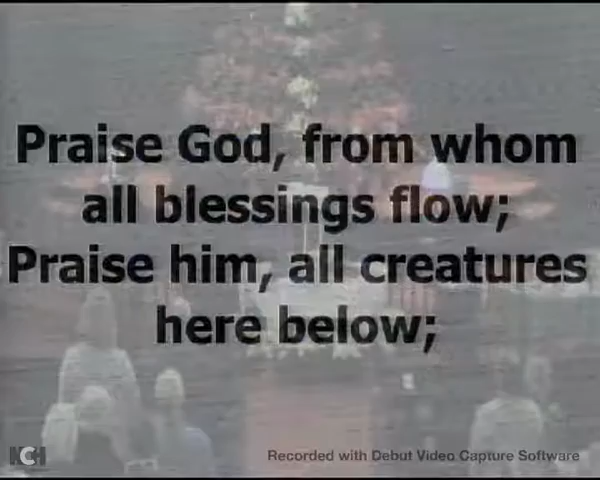 Praise God, from whom
all blessings flow;
Praise him, all creatures
here below;
NCH
Recorded with Debut Video Capture Software